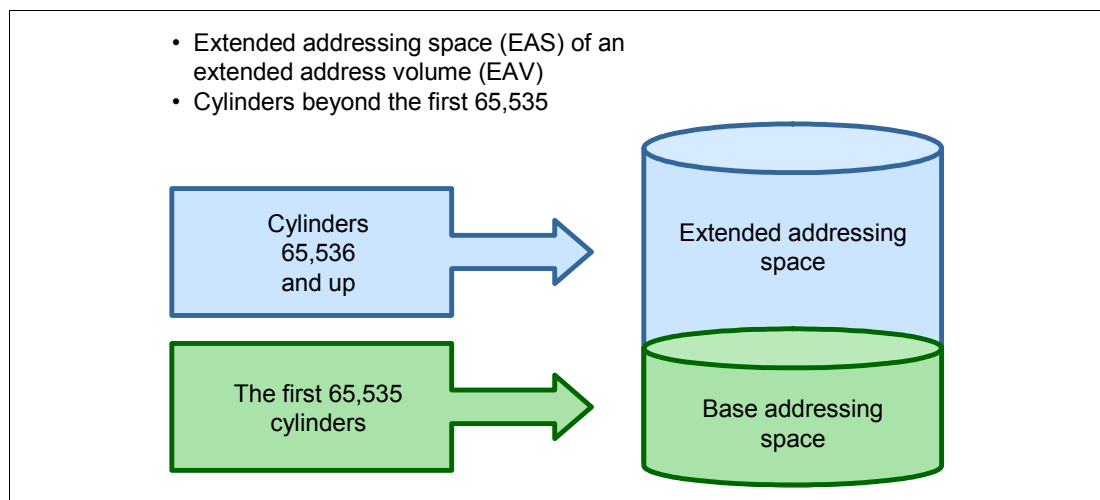 • Extended addressing space (EAS) of an
extended address volume (EAV)
• Cylinders beyond the first 65,535
Cylinders
65,536
and up
Extended addressing
space
The first 65,535
cylinders
Base addressing
space